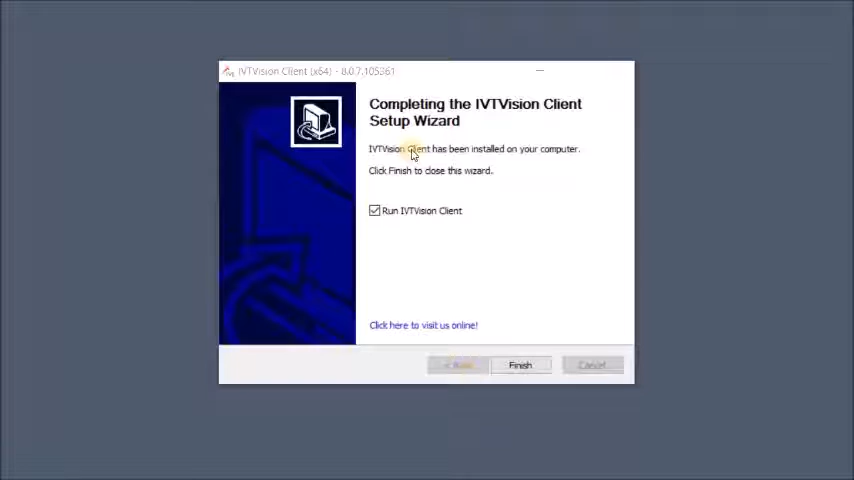 IVTVision Client (x64) - 8.0.7.105361
Completing the IVTVision Client
Setup Wizard
IVTVision Client has been installed on your computer.
Click Finish to close this wizard.
Run IVTVision Client
Click here to visit us online!
< Back Finish Cancel